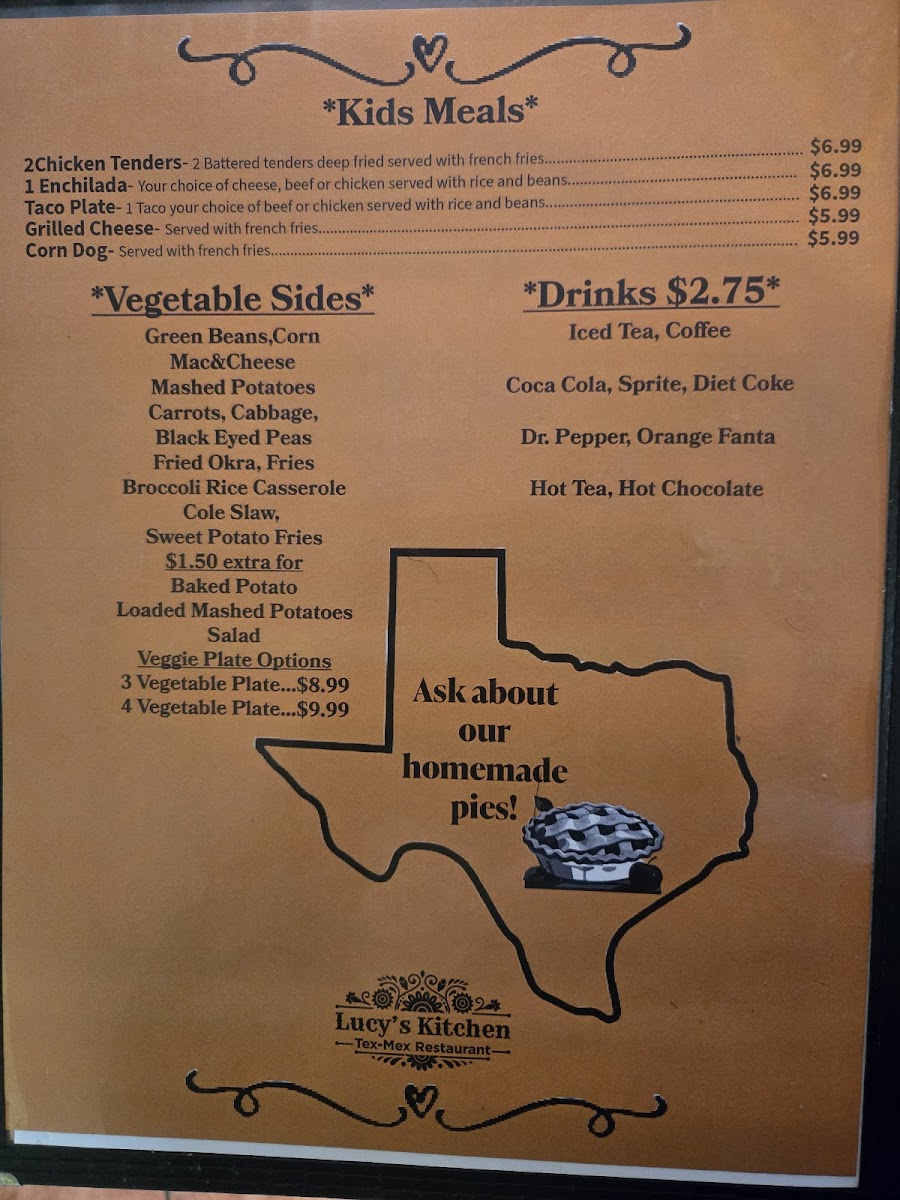 *Kids Meals*
2Chicken Tenders- 2 Battered tenders deep fried served with french fries.......... $6.99
1 Enchilada- Your choice of cheese, beef or chicken served with rice and beans.......... $6.99
Taco Plate- 1 Taco your choice of beef or chicken served with rice and beans.......... $6.99
Grilled Cheese- Served with french fries.......... $5.99
Corn Dog- Served with french fries.......... $5.99
*Vegetable Sides*
Green Beans,Corn
Mac&Cheese
Mashed Potatoes
Carrots, Cabbage,
Black Eyed Peas
Fried Okra, Fries
Broccoli Rice Casserole
Cole Slaw,
Sweet Potato Fries
$1.50 extra for
Baked Potato
Loaded Mashed Potatoes
Salad
Veggie Plate Options
3 Vegetable Plate...$8.99
4 Vegetable Plate...$9.99
*Drinks $2.75*
Iced Tea, Coffee
Coca Cola, Sprite, Diet Coke
Dr. Pepper, Orange Fanta
Hot Tea, Hot Chocolate
Ask about
our
homemade
pies!
Lucy's Kitchen
Tex-Mex Restaurant